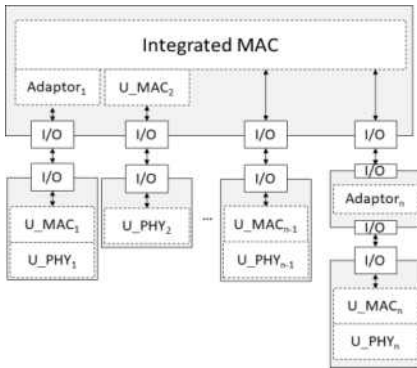 Integrated MAC
Adaptor₁ U_MAC₂
I/O I/O I/O I/O
I/O I/O I/O I/O
U_MAC₁ U_PHY₂ ... U_MACₙ₋₁ Adaptorₙ
U_PHY₁ U_PHYₙ₋₁ I/O
I/O
U_MACₙ
U_PHYₙ